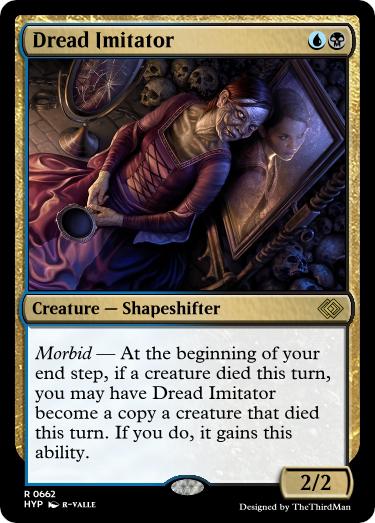 Dread Imitator
Creature — Shapeshifter
Morbid — At the beginning of your
end step, if a creature died this turn,
you may have Dread Imitator
become a copy a creature that died
this turn. If you do, it gains this
ability.
2/2
R 0662
HYP R-VALLE
Designed by TheThirdMan